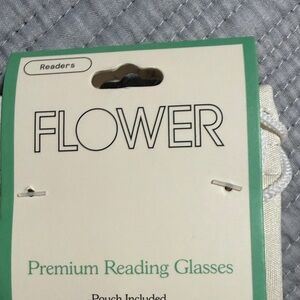 Readers
FLOWER
Premium Reading Glasses
Pouch Included